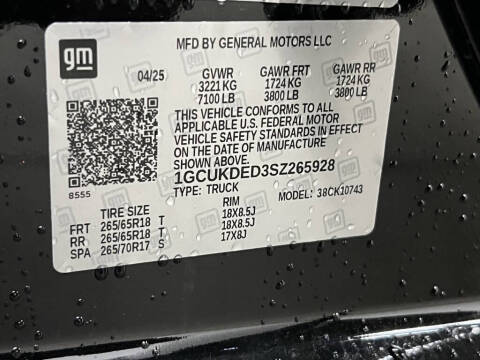 gm
MFD BY GENERAL MOTORS LLC
04/25 GVWR GAWR FRT GAWR RR
3221 KG 1724 KG 1724 KG
7100 LB 3800 LB 3800 LB
THIS VEHICLE CONFORMS TO ALL
APPLICABLE U.S. FEDERAL MOTOR
VEHICLE SAFETY STANDARDS IN EFFECT
ON THE DATE OF MANUFACTURE
SHOWN ABOVE.
1GCUKDED3SZ265928
8555 TYPE: TRUCK MODEL: 38CK10743
TIRE SIZE RIM
FRT 265/65R18 T 18X8.5J
RR 265/65R18 T 18X8.5J
SPA 265/70R17 S 17X8J